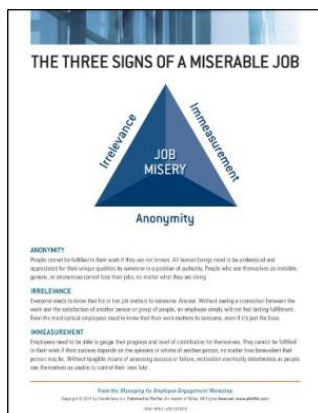 THE THREE SIGNS OF A MISERABLE JOB
Irrelevance
Immeasurement
JOB
MISERY
Anonymity
ANONYMITY
People cannot be fulfilled in their work if they are not known. All human beings need to be understood and
appreciated for their unique qualities by someone in a position of authority. People who see themselves as invisible,
generic, or anonymous cannot love their jobs, no matter what they are doing.
IRRELEVANCE
Everyone needs to know that his or her job matters to someone. Anyone. Without seeing a connection between the
work and the satisfaction of another person or group of people, an employee simply will not find lasting fulfillment.
Even the most cynical employees need to know that their work matters to someone, even if it's just the boss.
IMMEASUREMENT
Employees need to be able to gauge their progress and level of contribution for themselves. They cannot be fulfilled
in their work if their success depends on the opinions or whims of another person, no matter how benevolent that
person may be. Without tangible means of assessing success or failure, motivation eventually deteriorates as people
see themselves as unable to control their own fate.
From the Managing for Employee Engagement Workshop